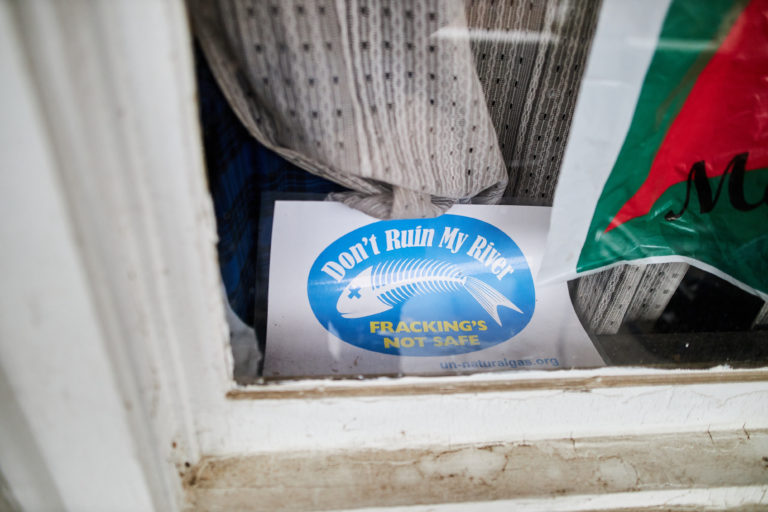 Don't Ruin My River
FRACKING'S
NOT SAFE
un-naturalgas.org